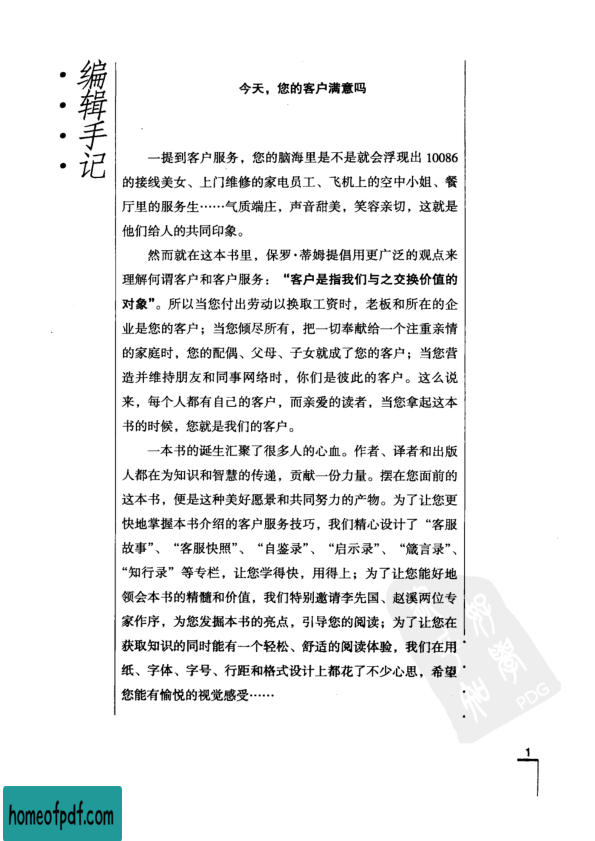 ·编
·辑
·手
·记
今天，您的客户满意吗
一提到客户服务，您的脑海里是不是就会浮现出 10086
的接线美女、上门维修的家电员工、飞机上的空中小姐、餐
厅里的服务生……气质端庄，声音甜美，笑容亲切，这就是
他们给人的共同印象。
然而就在这本书里，保罗·蒂姆提倡用更广泛的观点来
理解何谓客户和客户服务：“客户是指我们与之交换价值的
对象”。所以当您付出劳动以换取工资时，老板和所在的企
业是您的客户；当您倾尽所有，把一切奉献给一个注重亲情
的家庭时，您的配偶、父母、子女就成了您的客户；当您营
造并维持朋友和同事网络时，你们是彼此的客户。这么说
来，每个人都有自己的客户，而亲爱的读者，当您拿起这本
书的时候，您就是我们的客户。
一本书的诞生汇聚了很多人的心血。作者、译者和出版
人都在为知识和智慧的传递，贡献一份力量。摆在您面前的
这本书，便是这种美好愿景和共同努力的产物。为了让您更
快地掌握本书介绍的客户服务技巧，我们精心设计了“客服
故事”、“客服快照”、“自鉴录”、“启示录”、“箴言录”、
“知行录”等专栏，让您学得快，用得上；为了让您能好地
领会本书的精髓和价值，我们特别邀请李先国、赵溪两位专
家作序，为您发掘本书的亮点，引导您的阅读；为了让您在
获取知识的同时能有一个轻松、舒适的阅读体验，我们在用
纸、字体、字号、行距和格式设计上都花了不少心思，希望
您能有愉悦的视觉感受……
PDG
1
homeofpdf.com